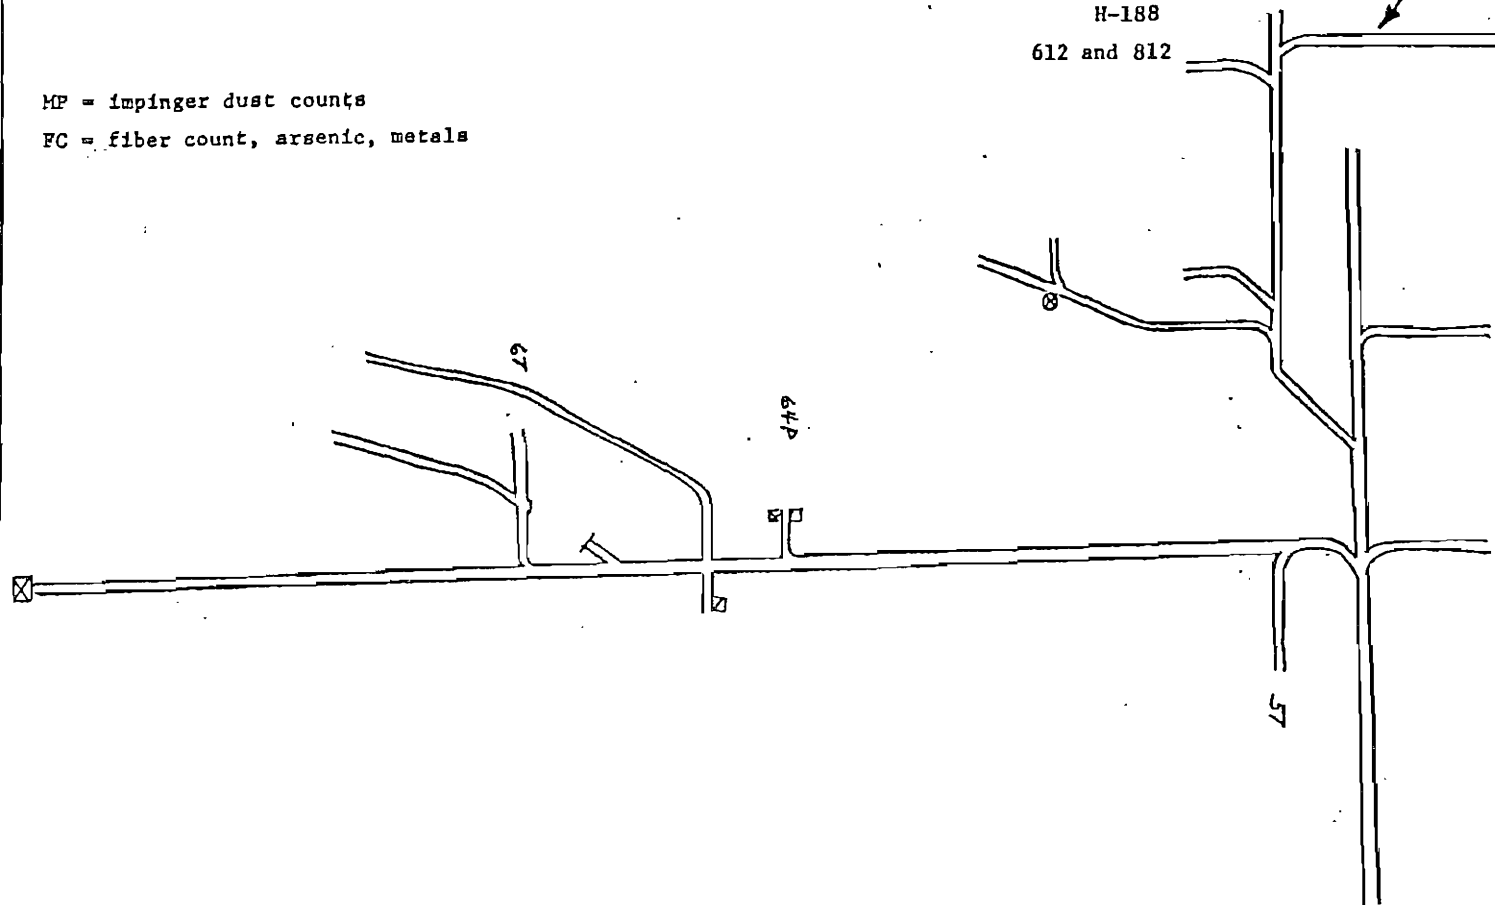 H-188
612 and 812
MP = impinger dust counts
FC = fiber count, arsenic, metals
67
64P
57